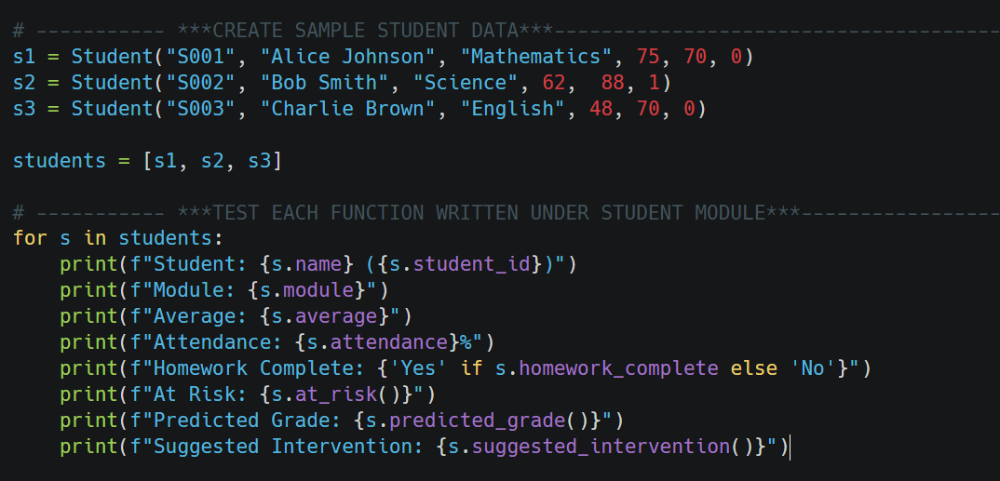 # ----------- ***CREATE SAMPLE STUDENT DATA***--------------------------------------
s1 = Student("S001", "Alice Johnson", "Mathematics", 75, 70, 0)
s2 = Student("S002", "Bob Smith", "Science", 62,  88, 1)
s3 = Student("S003", "Charlie Brown", "English", 48, 70, 0)
students = [s1, s2, s3]
# ----------- ***TEST EACH FUNCTION WRITTEN UNDER STUDENT MODULE***-----------------
for s in students:
    print(f"Student: {s.name} ({s.student_id})")
    print(f"Module: {s.module}")
    print(f"Average: {s.average}")
    print(f"Attendance: {s.attendance}%")
    print(f"Homework Complete: {'Yes' if s.homework_complete else 'No'}")
    print(f"At Risk: {s.at_risk()}")
    print(f"Predicted Grade: {s.predicted_grade()}")
    print(f"Suggested Intervention: {s.suggested_intervention()}")